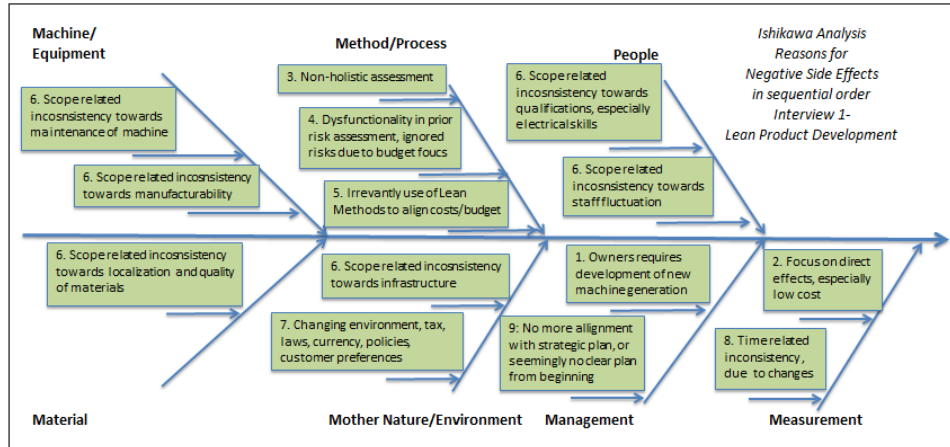 Machine/
Equipment
Method/Process
People
Ishikawa Analysis
Reasons for
Negative Side Effects
in sequential order
Interview 1-
Lean Product Development
6. Scope related
incosnsistency towards
maintenance of machine
6. Scope related incosnsistency
towards manufacturability
3. Non-holistic assessment
4. Dysfunctionality in prior
risk assessment, ignored
risks due to budget foucs
5. Irrevantly use of Lean
Methods to align costs/budget
6. Scope related
incosnsistency towards
qualifications, especially
electrical skills
6. Scope related
incosnsistency towards
staff fluctuation
6. Scope related incosnsistency
towards localization and quality
of materials
6. Scope related incosnsistency
towards infrastructure
7. Changing environment, tax,
laws, currency, policies,
customer preferences
1. Owners requires
development of new
machine generation
9: No more allignment
with strategic plan, or
seemingly no clear plan
from beginning
2. Focus on direct
effects, especially
low cost
8. Time related
inconsistency,
due to changes
Material
Mother Nature/Environment
Management
Measurement